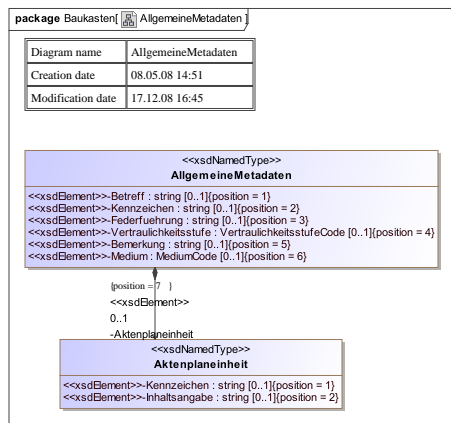 package Baukasten[ AllgemeineMetadaten ]
Diagram name AllgemeineMetadaten
Creation date 08.05.08 14:51
Modification date 17.12.08 16:45
<<xsdNamedType>>
AllgemeineMetadaten
<<xsdElement>>-Betreff : string [0..1]{position = 1}
<<xsdElement>>-Kennzeichen : string [0..1]{position = 2}
<<xsdElement>>-Federfuehrung : string [0..1]{position = 3}
<<xsdElement>>-Vertraulichkeitsstufe : VertraulichkeitsstufeCode [0..1]{position = 4}
<<xsdElement>>-Bemerkung : string [0..1]{position = 5}
<<xsdElement>>-Medium : MediumCode [0..1]{position = 6}
{position = 7 }
<<xsdElement>>
0..1
-Aktenplaneinheit
<<xsdNamedType>>
Aktenplaneinheit
<<xsdElement>>-Kennzeichen : string [0..1]{position = 1}
<<xsdElement>>-Inhaltsangabe : string [0..1]{position = 2}